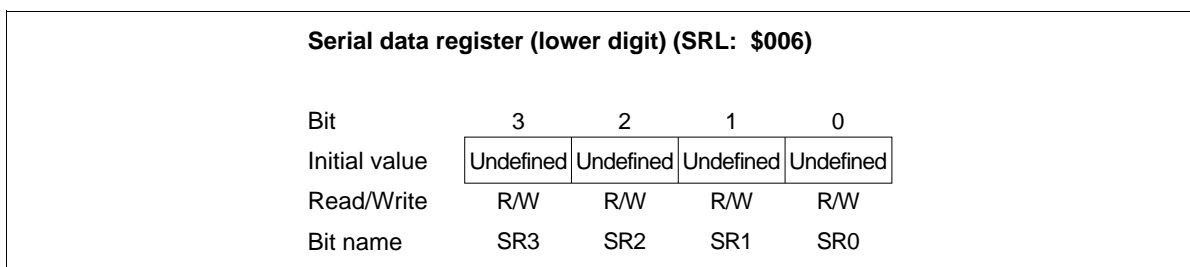 Serial data register (lower digit) (SRL: $006)
Bit 3 2 1 0
Initial value Undefined Undefined Undefined Undefined
Read/Write R/W R/W R/W R/W
Bit name SR3 SR2 SR1 SR0